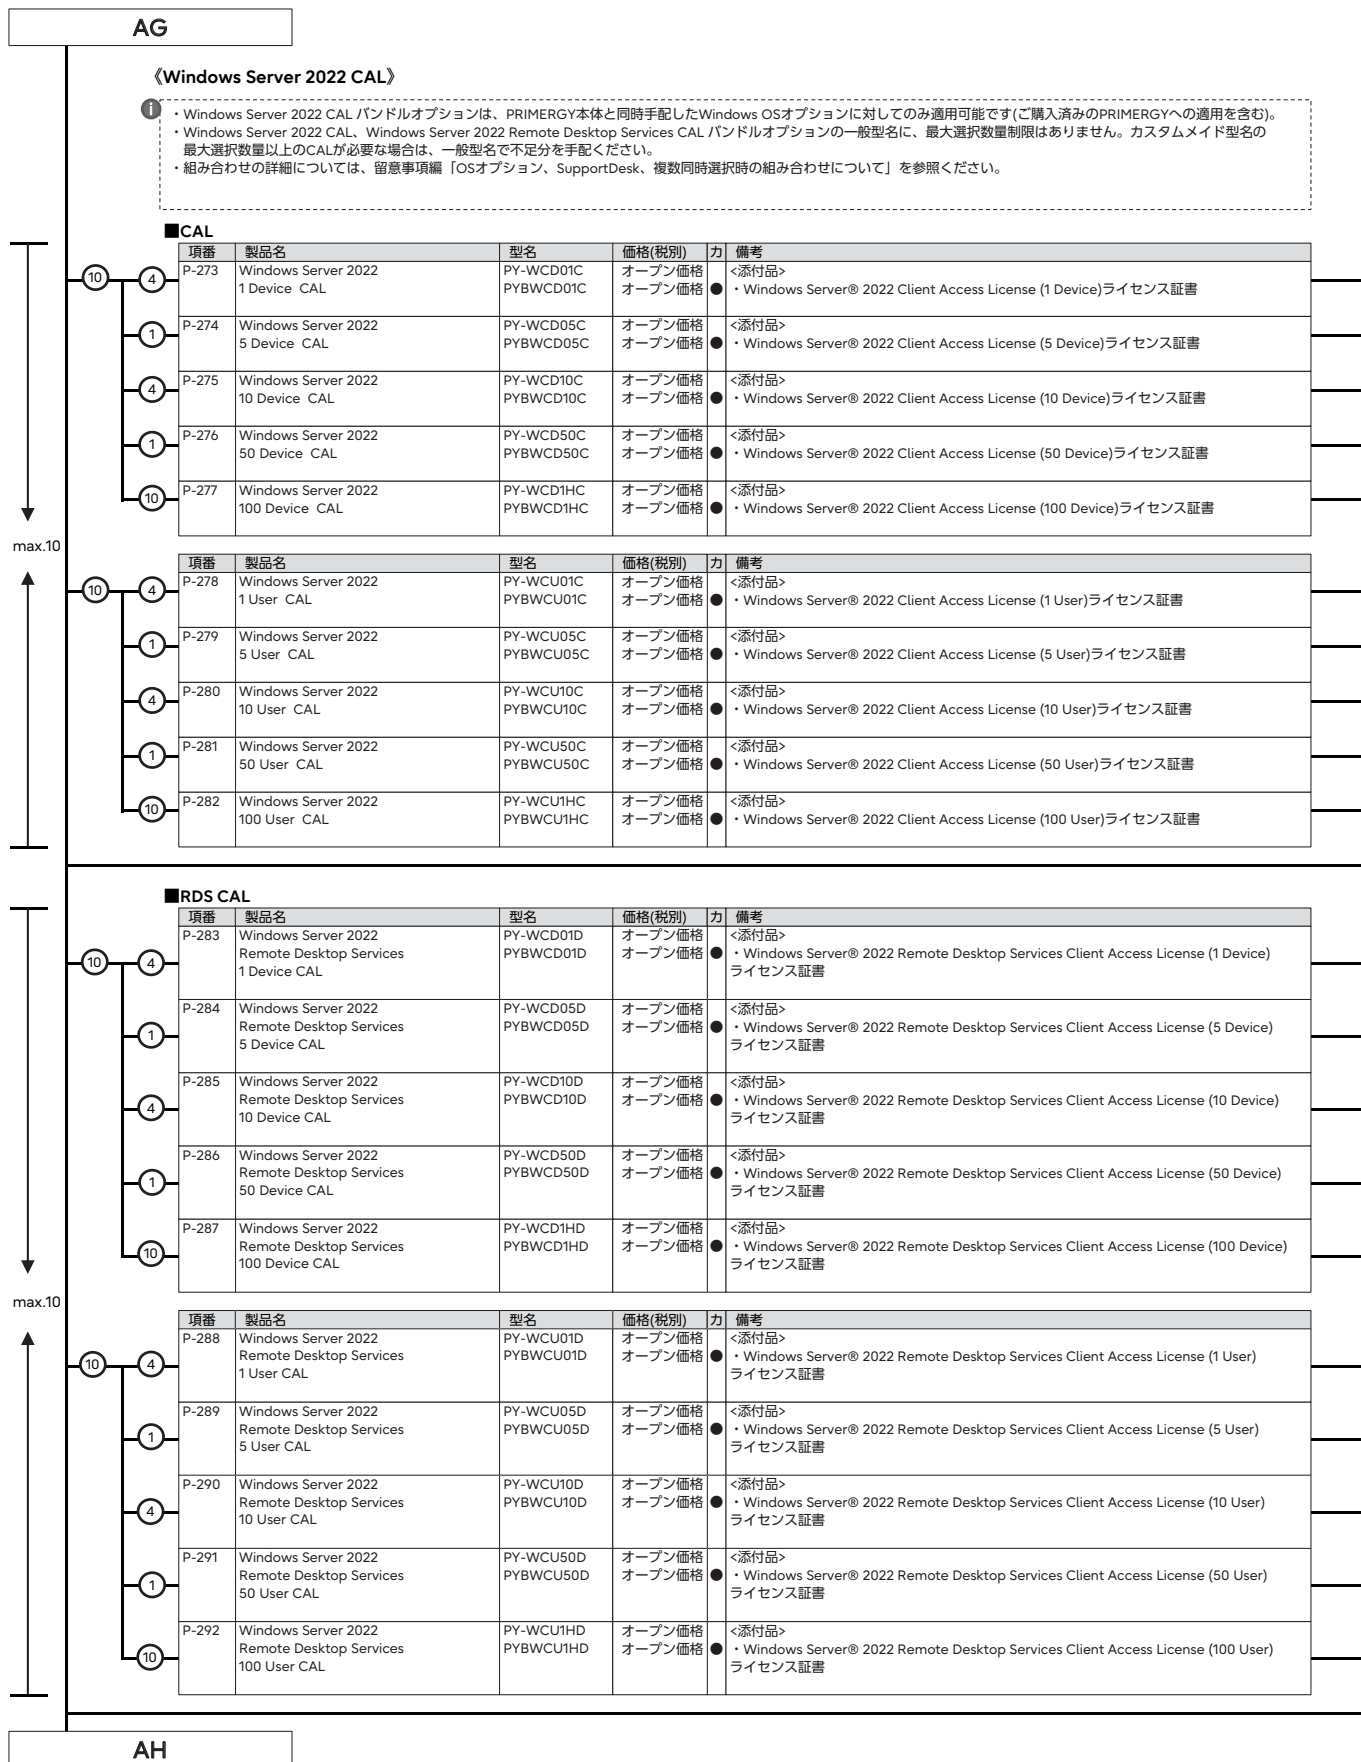 AG
《Windows Server 2022 CAL》
i
・Windows Server 2022 CAL バンドルオプションは、PRIMERGY本体と同時手配したWindows OSオプションに対してのみ適用可能です(ご購入済みのPRIMERGYへの適用を含む)。
・Windows Server 2022 CAL、Windows Server 2022 Remote Desktop Services CAL バンドルオプションの一般型名に、最大選択数量制限はありません。カスタムメイド型名の
最大選択数量以上のCALが必要な場合は、一般型名で不足分を手配ください。
・組み合わせの詳細については、留意事項編「OSオプション、SupportDesk、複数同時選択時の組み合わせについて」を参照ください。
■CAL
項番 製品名 型名 価格(税別) カ 備考
P-273 Windows Server 2022 PY-WCD01C オープン価格 <添付品>
10 4 1 Device CAL PYBWCD01C オープン価格 ● ・Windows Server® 2022 Client Access License (1 Device)ライセンス証書
P-274 Windows Server 2022 PY-WCD05C オープン価格 <添付品>
1 5 Device CAL PYBWCD05C オープン価格 ● ・Windows Server® 2022 Client Access License (5 Device)ライセンス証書
P-275 Windows Server 2022 PY-WCD10C オープン価格 <添付品>
4 10 Device CAL PYBWCD10C オープン価格 ● ・Windows Server® 2022 Client Access License (10 Device)ライセンス証書
P-276 Windows Server 2022 PY-WCD50C オープン価格 <添付品>
1 50 Device CAL PYBWCD50C オープン価格 ● ・Windows Server® 2022 Client Access License (50 Device)ライセンス証書
P-277 Windows Server 2022 PY-WCD1HC オープン価格 <添付品>
10 100 Device CAL PYBWCD1HC オープン価格 ● ・Windows Server® 2022 Client Access License (100 Device)ライセンス証書
max.10
項番 製品名 型名 価格(税別) カ 備考
P-278 Windows Server 2022 PY-WCU01C オープン価格 <添付品>
10 4 1 User CAL PYBWCU01C オープン価格 ● ・Windows Server® 2022 Client Access License (1 User)ライセンス証書
P-279 Windows Server 2022 PY-WCU05C オープン価格 <添付品>
1 5 User CAL PYBWCU05C オープン価格 ● ・Windows Server® 2022 Client Access License (5 User)ライセンス証書
P-280 Windows Server 2022 PY-WCU10C オープン価格 <添付品>
4 10 User CAL PYBWCU10C オープン価格 ● ・Windows Server® 2022 Client Access License (10 User)ライセンス証書
P-281 Windows Server 2022 PY-WCU50C オープン価格 <添付品>
1 50 User CAL PYBWCU50C オープン価格 ● ・Windows Server® 2022 Client Access License (50 User)ライセンス証書
P-282 Windows Server 2022 PY-WCU1HC オープン価格 <添付品>
10 100 User CAL PYBWCU1HC オープン価格 ● ・Windows Server® 2022 Client Access License (100 User)ライセンス証書
■RDS CAL
項番 製品名 型名 価格(税別) カ 備考
P-283 Windows Server 2022 PY-WCD01D オープン価格 <添付品>
10 4 Remote Desktop Services PYBWCD01D オープン価格 ● ・Windows Server® 2022 Remote Desktop Services Client Access License (1 Device)
1 Device CAL ライセンス証書
P-284 Windows Server 2022 PY-WCD05D オープン価格 <添付品>
1 Remote Desktop Services PYBWCD05D オープン価格 ● ・Windows Server® 2022 Remote Desktop Services Client Access License (5 Device)
5 Device CAL ライセンス証書
P-285 Windows Server 2022 PY-WCD10D オープン価格 <添付品>
4 Remote Desktop Services PYBWCD10D オープン価格 ● ・Windows Server® 2022 Remote Desktop Services Client Access License (10 Device)
10 Device CAL ライセンス証書
P-286 Windows Server 2022 PY-WCD50D オープン価格 <添付品>
1 Remote Desktop Services PYBWCD50D オープン価格 ● ・Windows Server® 2022 Remote Desktop Services Client Access License (50 Device)
50 Device CAL ライセンス証書
P-287 Windows Server 2022 PY-WCD1HD オープン価格 <添付品>
10 Remote Desktop Services PYBWCD1HD オープン価格 ● ・Windows Server® 2022 Remote Desktop Services Client Access License (100 Device)
100 Device CAL ライセンス証書
max.10
項番 製品名 型名 価格(税別) カ 備考
P-288 Windows Server 2022 PY-WCU01D オープン価格 <添付品>
10 4 Remote Desktop Services PYBWCU01D オープン価格 ● ・Windows Server® 2022 Remote Desktop Services Client Access License (1 User)
1 User CAL ライセンス証書
P-289 Windows Server 2022 PY-WCU05D オープン価格 <添付品>
1 Remote Desktop Services PYBWCU05D オープン価格 ● ・Windows Server® 2022 Remote Desktop Services Client Access License (5 User)
5 User CAL ライセンス証書
P-290 Windows Server 2022 PY-WCU10D オープン価格 <添付品>
4 Remote Desktop Services PYBWCU10D オープン価格 ● ・Windows Server® 2022 Remote Desktop Services Client Access License (10 User)
10 User CAL ライセンス証書
P-291 Windows Server 2022 PY-WCU50D オープン価格 <添付品>
1 Remote Desktop Services PYBWCU50D オープン価格 ● ・Windows Server® 2022 Remote Desktop Services Client Access License (50 User)
50 User CAL ライセンス証書
P-292 Windows Server 2022 PY-WCU1HD オープン価格 <添付品>
10 Remote Desktop Services PYBWCU1HD オープン価格 ● ・Windows Server® 2022 Remote Desktop Services Client Access License (100 User)
100 User CAL ライセンス証書
AH